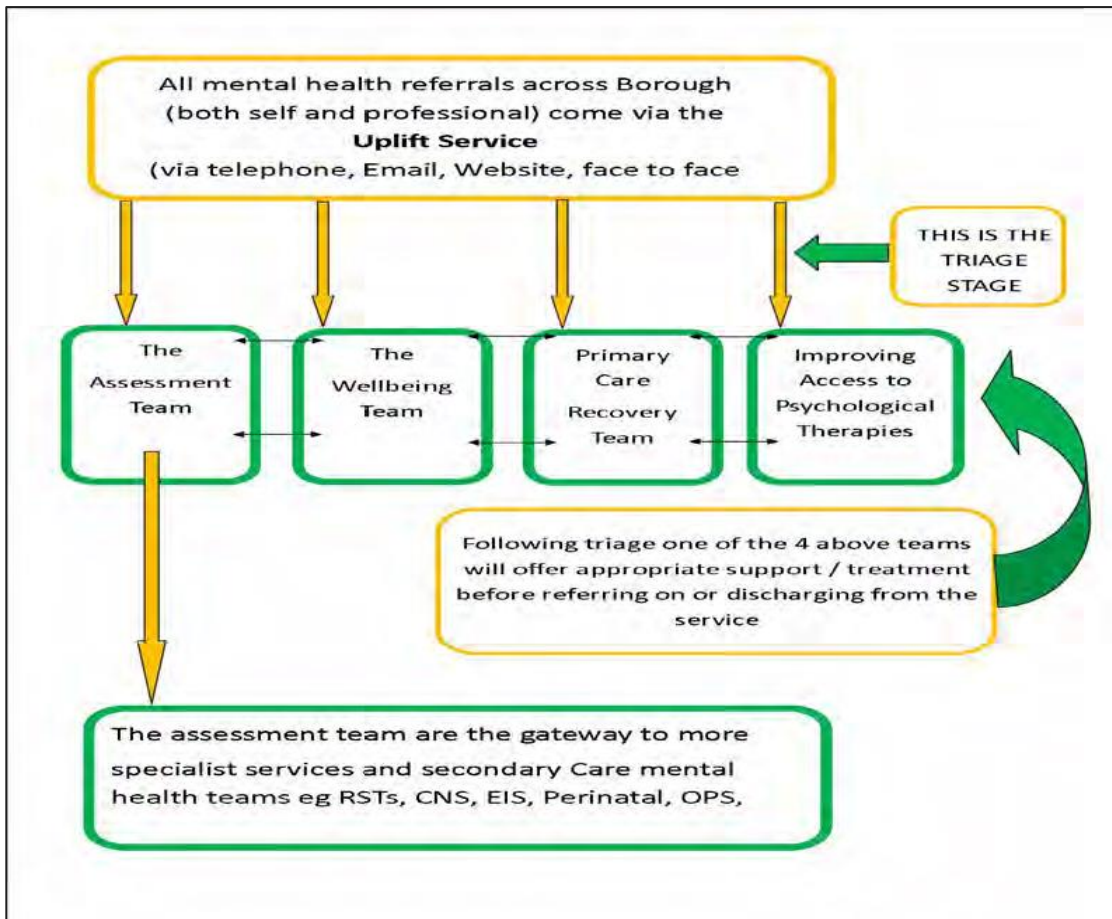 All mental health referrals across Borough
(both self and professional) come via the
Uplift Service
(via telephone, Email, Website, face to face
THIS IS THE
TRIAGE
STAGE
The
Assessment
Team
The
Wellbeing
Team
Primary
Care
Recovery
Team
Improving
Access to
Psychological
Therapies
Following triage one of the 4 above teams
will offer appropriate support / treatment
before referring on or discharging from the
service
The assessment team are the gateway to more
specialist services and secondary Care mental
health teams eg RSTs, CNS, EIS, Perinatal, OPS,